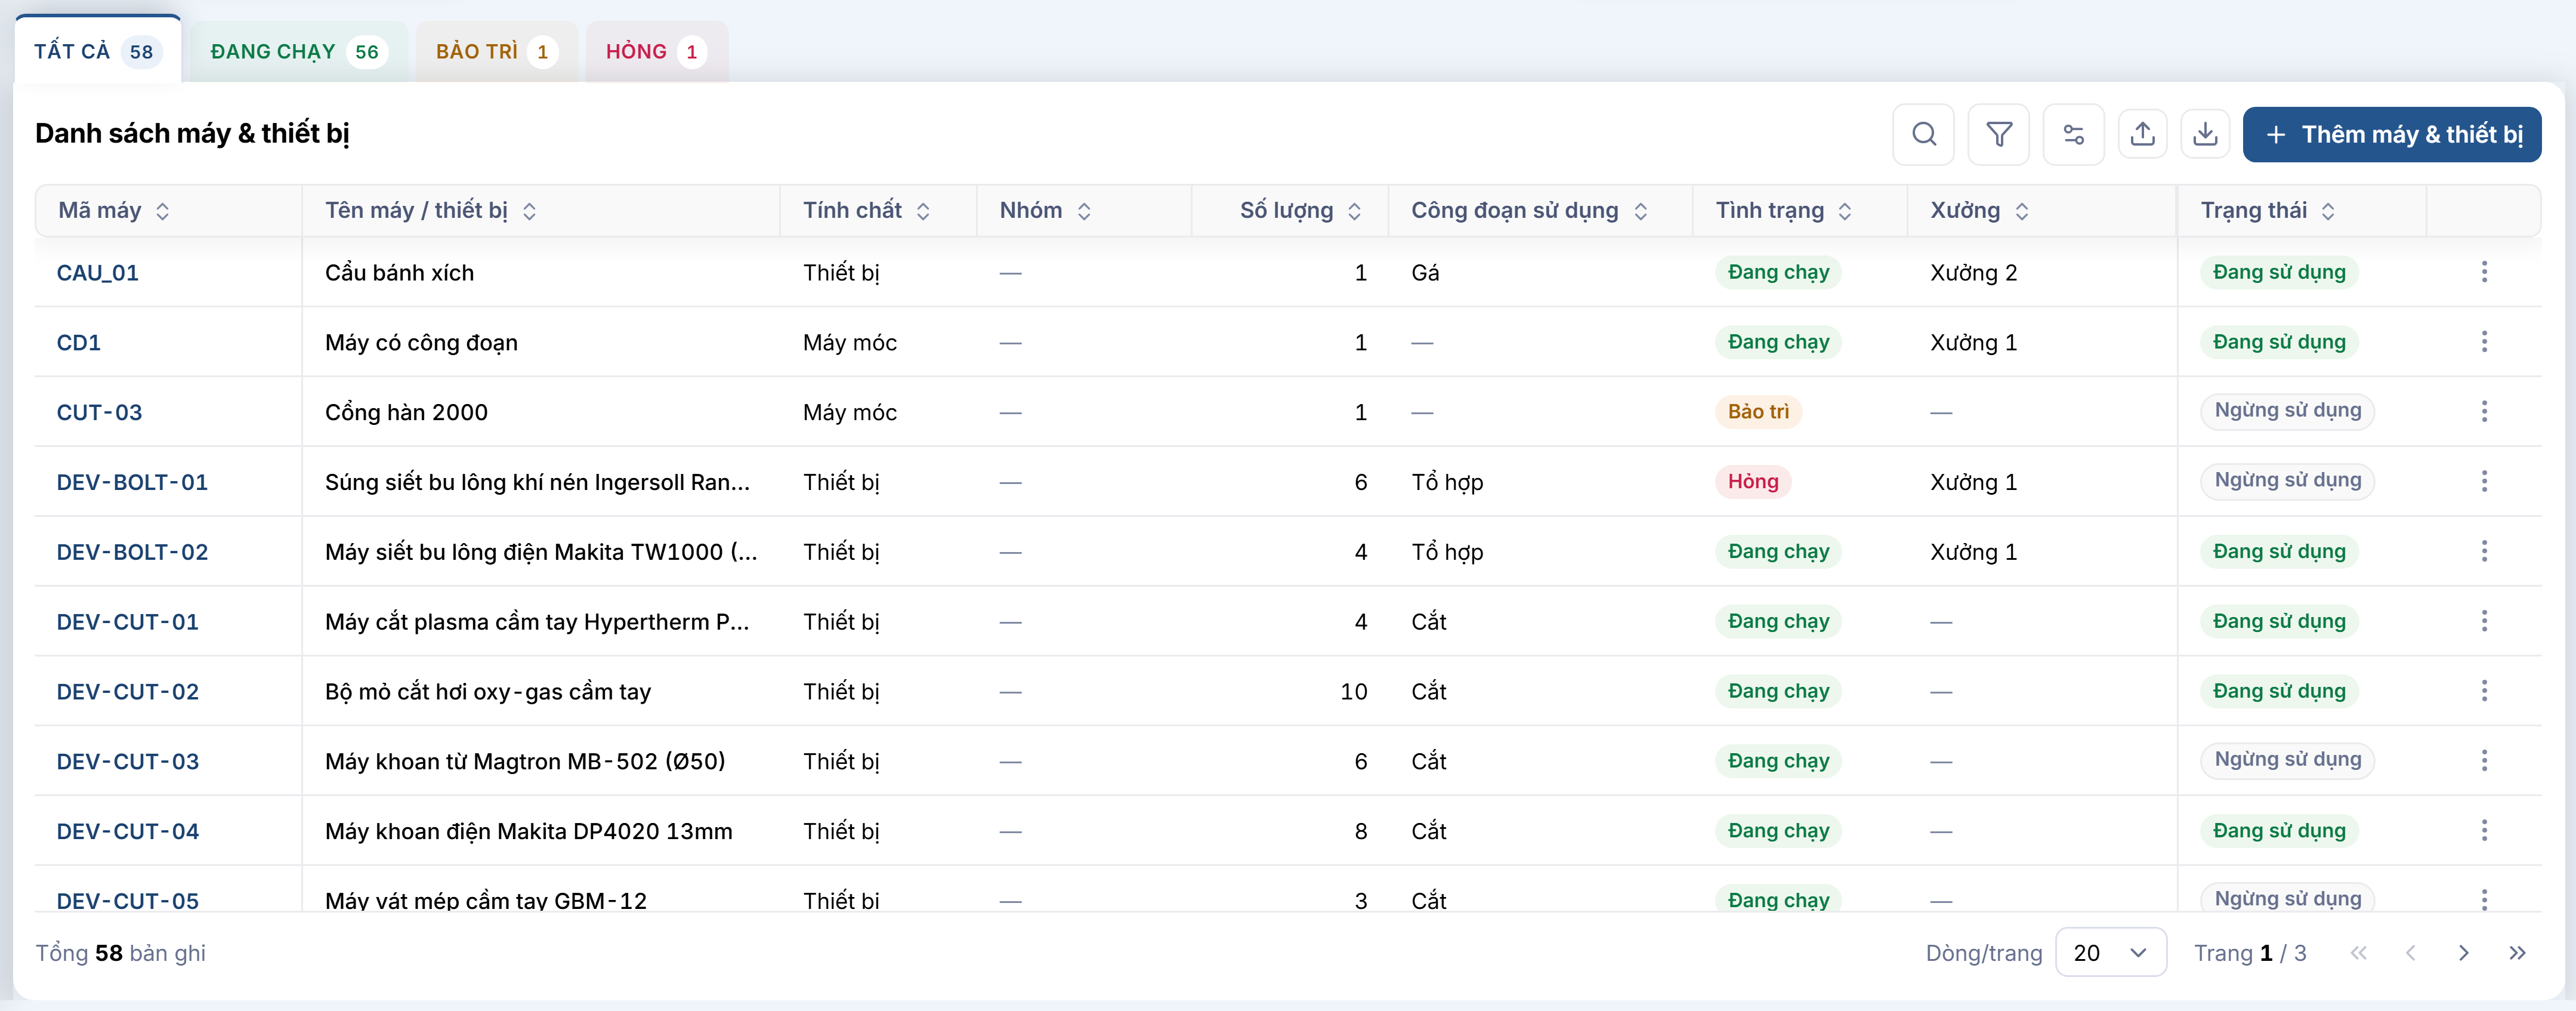 TẤT CẢ 58 ĐANG CHẠY 56 BẢO TRÌ 1 HỎNG 1
Danh sách máy & thiết bị + Thêm máy & thiết bị
Mã máy Tên máy / thiết bị Tính chất Nhóm Số lượng Công đoạn sử dụng Tình trạng Xưởng Trạng thái
CAU_01 Cẩu bánh xích Thiết bị — 1 Gá Đang chạy Xưởng 2 Đang sử dụng
CD1 Máy có công đoạn Máy móc — 1 — Đang chạy Xưởng 1 Đang sử dụng
CUT-03 Cổng hàn 2000 Máy móc — 1 — Bảo trì — Ngừng sử dụng
DEV-BOLT-01 Súng siết bu lông khí nén Ingersoll Ran... Thiết bị — 6 Tổ hợp Hỏng Xưởng 1 Ngừng sử dụng
DEV-BOLT-02 Máy siết bu lông điện Makita TW1000 (... Thiết bị — 4 Tổ hợp Đang chạy Xưởng 1 Đang sử dụng
DEV-CUT-01 Máy cắt plasma cầm tay Hypertherm P... Thiết bị — 4 Cắt Đang chạy — Đang sử dụng
DEV-CUT-02 Bộ mỏ cắt hơi oxy-gas cầm tay Thiết bị — 10 Cắt Đang chạy — Đang sử dụng
DEV-CUT-03 Máy khoan từ Magtron MB-502 (Ø50) Thiết bị — 6 Cắt Đang chạy — Ngừng sử dụng
DEV-CUT-04 Máy khoan điện Makita DP4020 13mm Thiết bị — 8 Cắt Đang chạy — Đang sử dụng
DEV-CUT-05 Máy vát mép cầm tay GBM-12 Thiết bị — 3 Cắt Đang chạy — Ngừng sử dụng
Tổng 58 bản ghi Dòng/trang 20 Trang 1 / 3